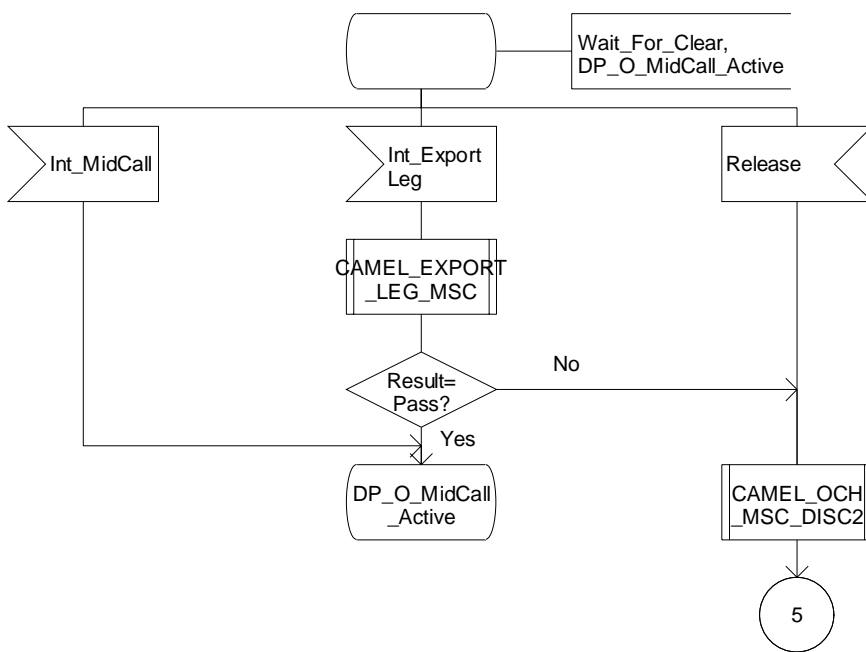 Wait_For_Clear,
DP_O_MidCall_Active
Int_MidCall
Int_Export
Leg
Release
CAMEL_EXPORT
_LEG_MSC
Result=
Pass?
No
Yes
DP_O_MidCall
_Active
CAMEL_OCH
_MSC_DISC2
5